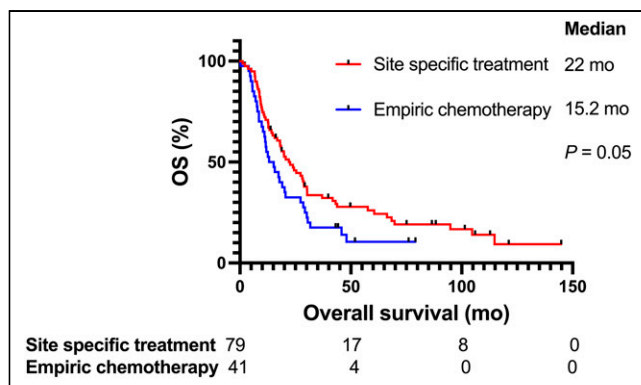 Median
Site specific treatment 22 mo
Empiric chemotherapy 15.2 mo
P = 0.05
100
50
0
OS (%)
0 50 100 150
Overall survival (mo)
Site specific treatment 79 17 8 0
Empiric chemotherapy 41 4 0 0